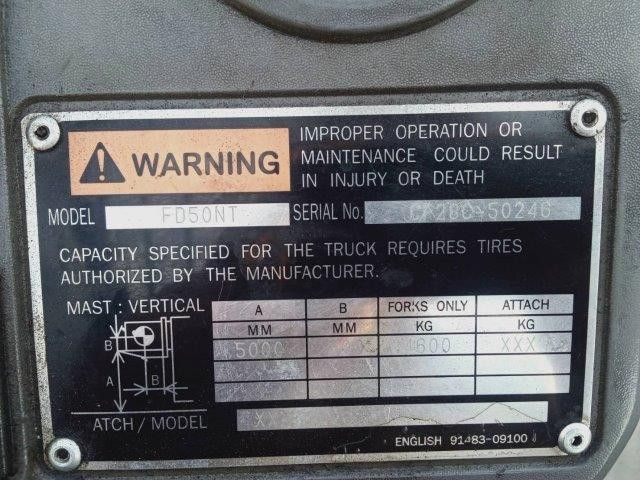 WARNING
IMPROPER OPERATION OR
MAINTENANCE COULD RESULT
IN INJURY OR DEATH
MODEL FD50NT SERIAL No.
CAPACITY SPECIFIED FOR THE TRUCK REQUIRES TIRES
AUTHORIZED BY THE MANUFACTURER.
MAST : VERTICAL A B FORKS ONLY ATTACH
MM MM KG KG
B 5000 XXX
A B
ATCH / MODEL
ENGLISH 91483-09100